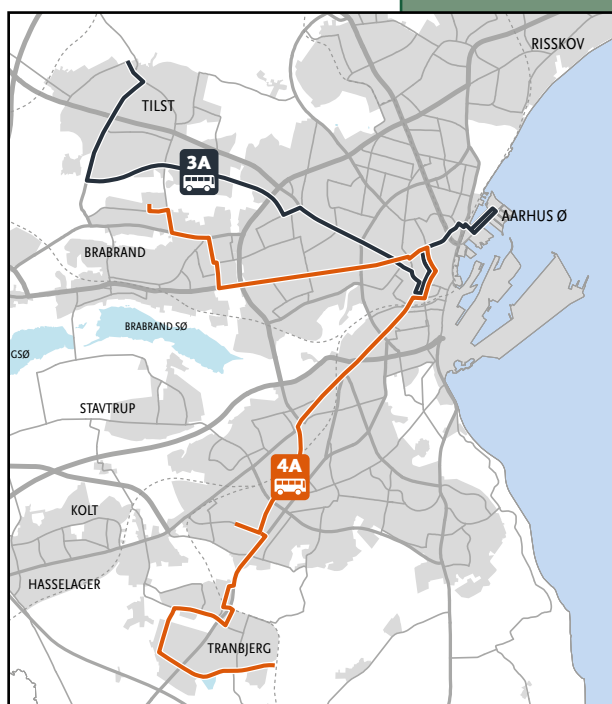 RISSKOV
TILST
3A
AARHUS Ø
BRABRAND
BRABRAND SØ
GSØ
STAVTRUP
4A
KOLT
HASSELAGER
TRANBJERG